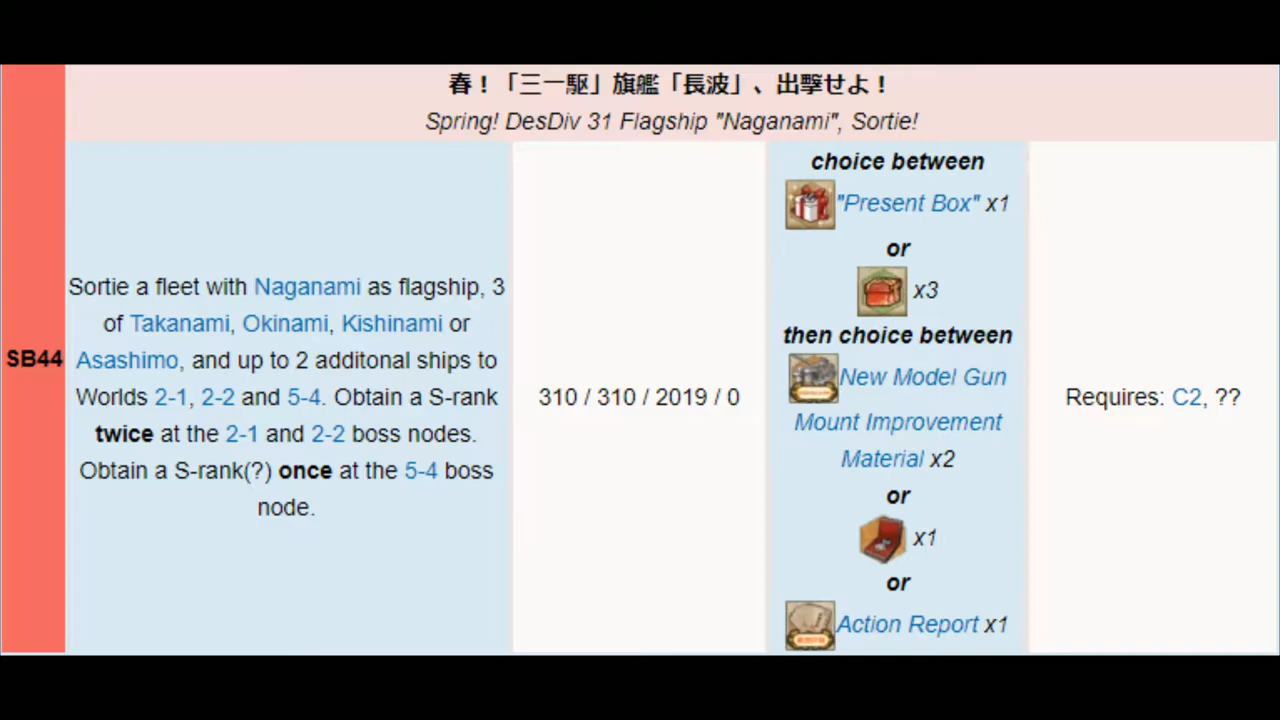 春！「三一駆」旗艦「長波」、出撃せよ！
Spring! DesDiv 31 Flagship "Naganami", Sortie!
SB44
Sortie a fleet with Naganami as flagship, 3
of Takanami, Okinami, Kishinami or
Asashimo, and up to 2 additonal ships to
Worlds 2-1, 2-2 and 5-4. Obtain a S-rank
twice at the 2-1 and 2-2 boss nodes.
Obtain a S-rank(?) once at the 5-4 boss
node.
310 / 310 / 2019 / 0
choice between
"Present Box" x1
or
x3
then choice between
New Model Gun
Mount Improvement
Material x2
or
x1
or
Action Report x1
Requires: C2, ??